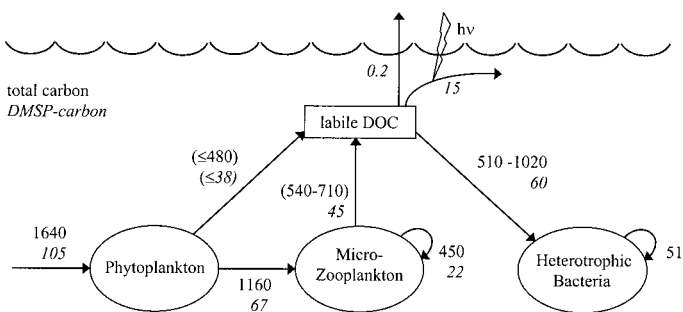 hν
0.2
15
total carbon
DMSP-carbon
labile DOC
(≤480)
(≤38)
(540-710)
45
510 -1020
60
1640
105
Phytoplankton
1160
67
Micro-
Zooplankton
450
22
Heterotrophic
Bacteria
51